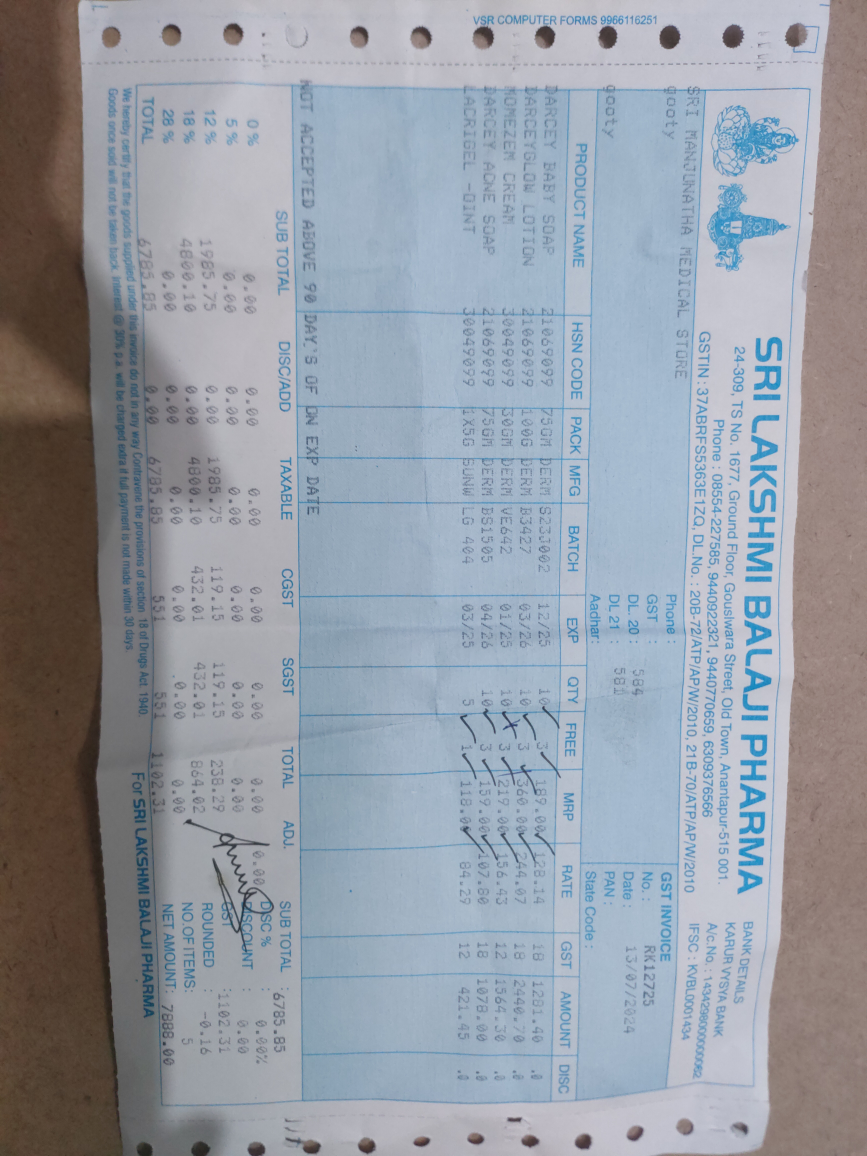 VSR COMPUTER FORMS 9966116251
SRI LAKSHMI BALAJI PHARMA
24-309, TS No. 1677, Ground Floor, Gouslwara Street, Old Town, Anantapur-515 001.
Phone : 08554-227585, 9440922321, 9440770659, 6309376566
GSTIN : 37ABRFS5363E1ZQ, DL.No. : 20B-72/ATP/AP/W/2010, 21B-70/ATP/AP/W/2010
BANK DETAILS
KARUR VYSYA BANK
A/c.No. :
IFSC : KVBL0001434
SRI MANJUNATHA MEDICAL STORE
gooty
gooty
Phone :
GST :
DL. 20 : 584
DL 21 : 581
Aadhar:
GST INVOICE
No. : RK12725
Date : 13/07/2024
PAN :
State Code :
PRODUCT NAME HSN CODE PACK MFG BATCH EXP QTY FREE MRP RATE GST AMOUNT DISC
DARCEY BABY SOAP 21069099 75GM DERM S23J002 12/25 10 3 189.00 128.14 18 1281.40 .0
DARCEYGLOW LOTION 21069099 100G DERM B3427 03/26 10 3 360.00 244.07 18 2440.70 .0
MOMEZEM CREAM 30049099 30GM DERM VE642 01/25 10 3 219.00 156.43 12 1564.30 .0
DARCEY ACNE SOAP 21069099 75GM DERM BS1505 04/26 10 3 159.00 107.80 18 1078.00 .0
LACRIGEL -OINT 30049099 1X5G SUNW LG 404 03/25 5 1 118.00 84.29 12 421.45 .0
NOT ACCEPTED ABOVE 90 DAY,'S OF ON EXP DATE
SUB TOTAL DISC/ADD TAXABLE CGST SGST TOTAL ADJ.
0 % 0.00 0.00 0.00 0.00 0.00 0.00 0.00
5 % 0.00 0.00 0.00 0.00 0.00 0.00
12 % 1985.75 0.00 1985.75 119.15 119.15 238.29
18 % 4800.10 0.00 4800.10 432.01 432.01 864.02
28 % 0.00 0.00 0.00 0.00 0.00 0.00
TOTAL 6785.85 0.00 6785.85 551 551 1102.31
SUB TOTAL : 6785.85
DISC % : 0.00%
DISCOUNT : 0.00
GST :1102.31
ROUNDED : -0.16
NO.OF ITEMS: 5
NET AMOUNT: 7888.00
We hereby certify that the goods supplied under this invoice do not in any way Contravene the provisions of section 18 of Drugs Act. 1940.
Goods once sold will not be taken back. Interest @ 30% p.a. will be charged extra if full payment is not made within 30 days.
For SRI LAKSHMI BALAJI PHARMA